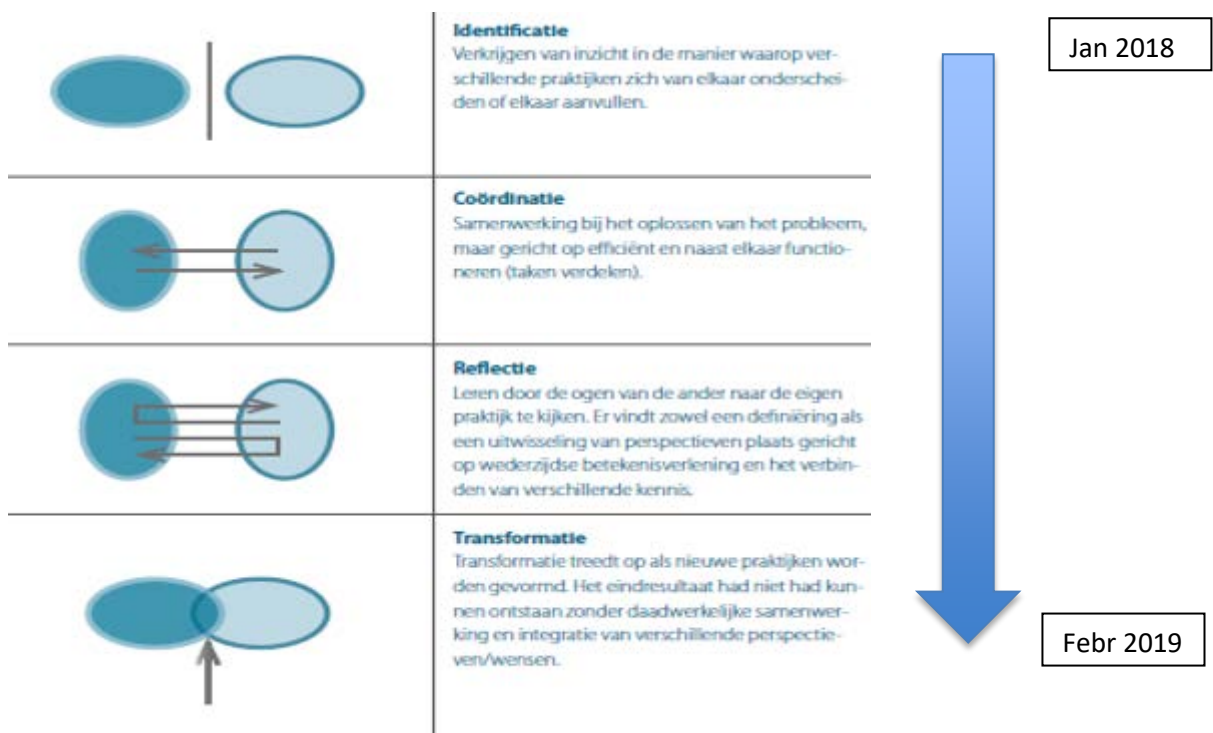 Identificatie
Verkrijgen van inzicht in de manier waarop ver-
schillende praktijken zich van elkaar onderschei-
den of elkaar aanvullen.
Jan 2018
Coördinatie
Samenwerking bij het oplossen van het probleem,
maar gericht op efficiënt en naast elkaar functio-
neren (taken verdelen).
Reflectie
Leren door de ogen van de ander naar de eigen
praktijk te kijken. Er vindt zowel een definiëring als
een uitwisseling van perspectieven plaats gericht
op wederzijdse betekenisverlening en het verbin-
den van verschillende kennis.
Transformatie
Transformatie treedt op als nieuwe praktijken wor-
den gevormd. Het eindresultaat had niet had kun-
nen ontstaan zonder daadwerkelijke samenwer-
king en integratie van verschillende perspectie-
ven/wensen.
Febr 2019